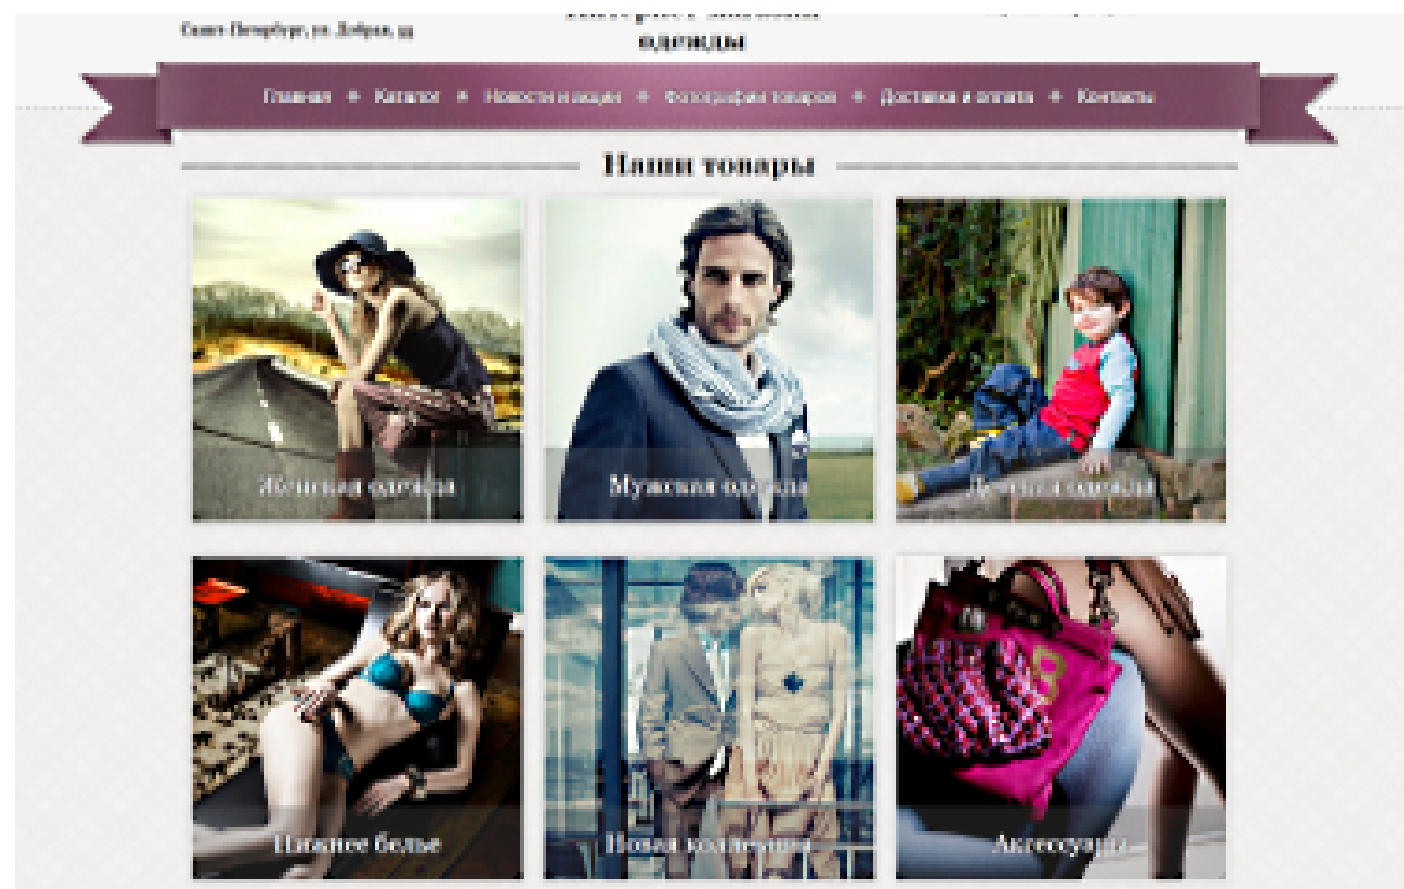 Санкт-Петербург, ул. Добрая,
одежды
Главная + Каталог + Новости и акции + Фотографии товаров + Доставка и оплата + Контакты
Наши товары
Женская одежда
Мужская одежда
Детская одежда
Нижнее белье
Новая коллекция
Аксессуары